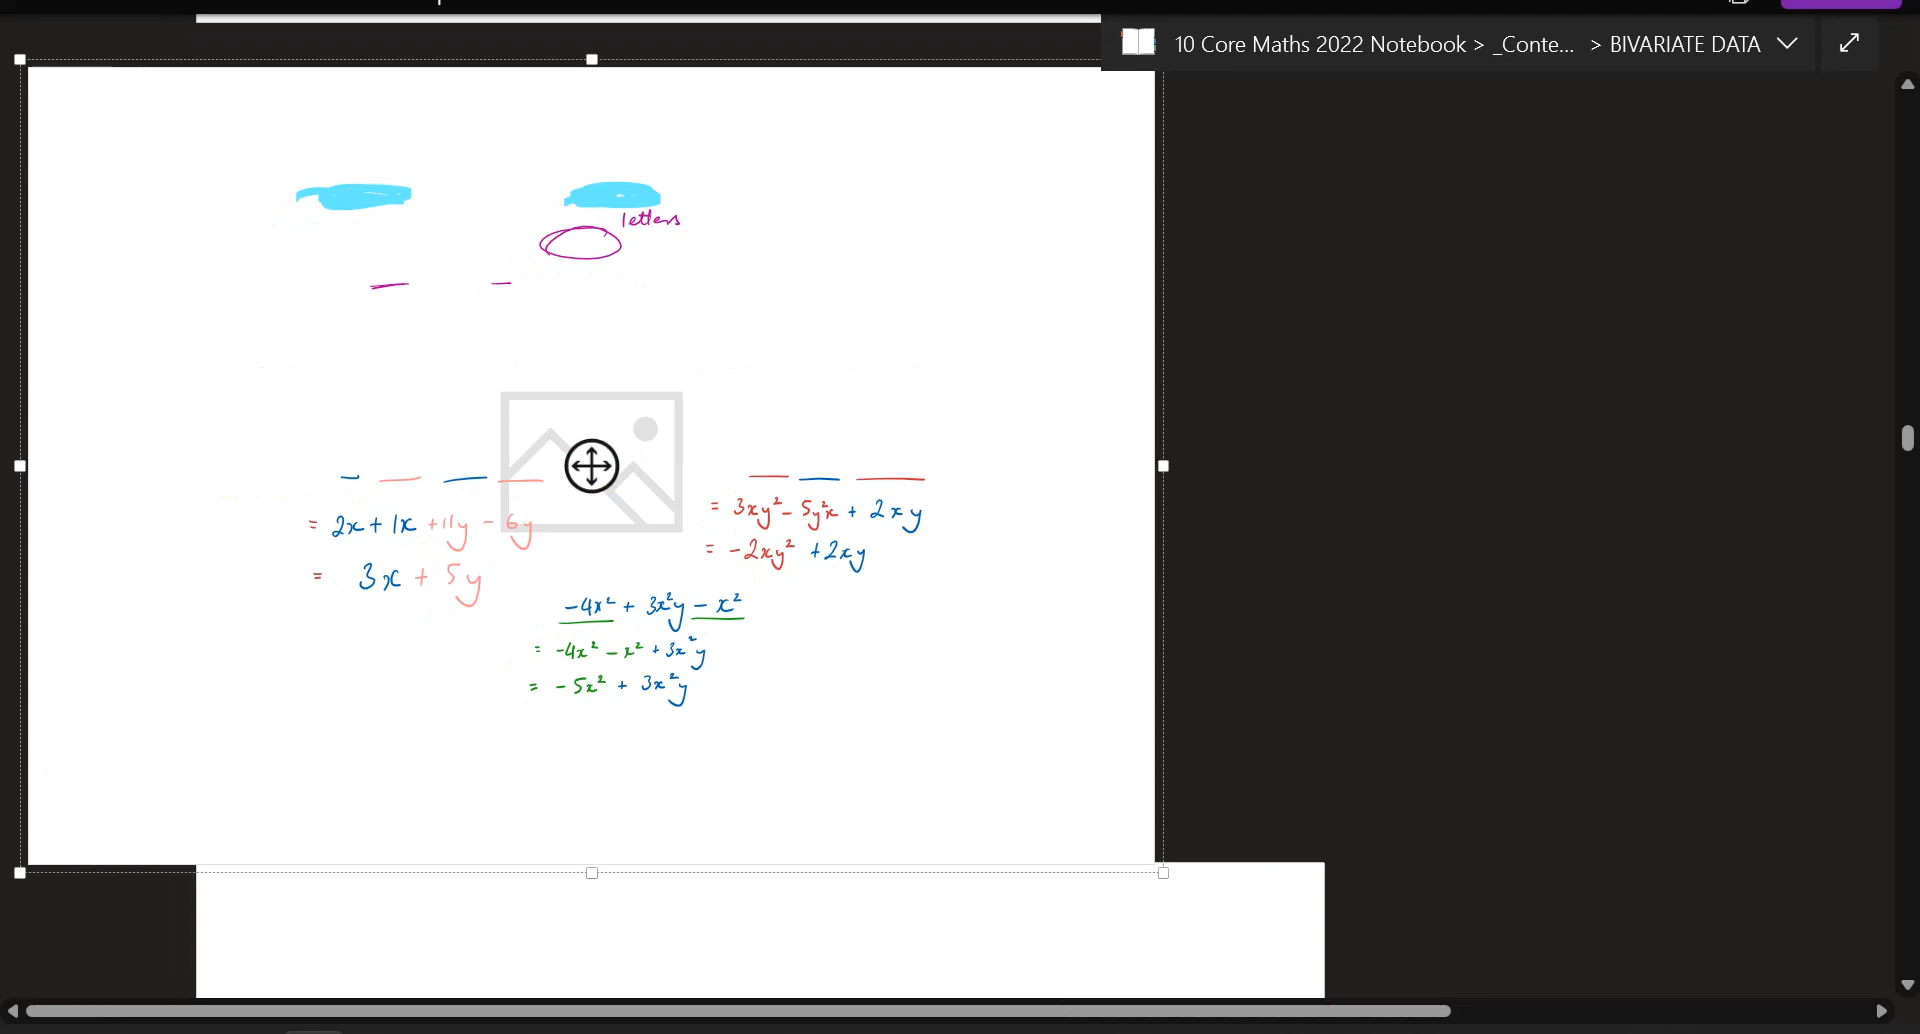 10 Core Maths 2022 Notebook > _Conte... > BIVARIATE DATA
letters
= 2x + 1x + 11y - 6y
= 3x + 5y
= 3xy² - 5y²x + 2xy
= -2xy² + 2xy
-4x² + 3x²y - x²
= -4x² - x² + 3x²y
= -5x² + 3x²y